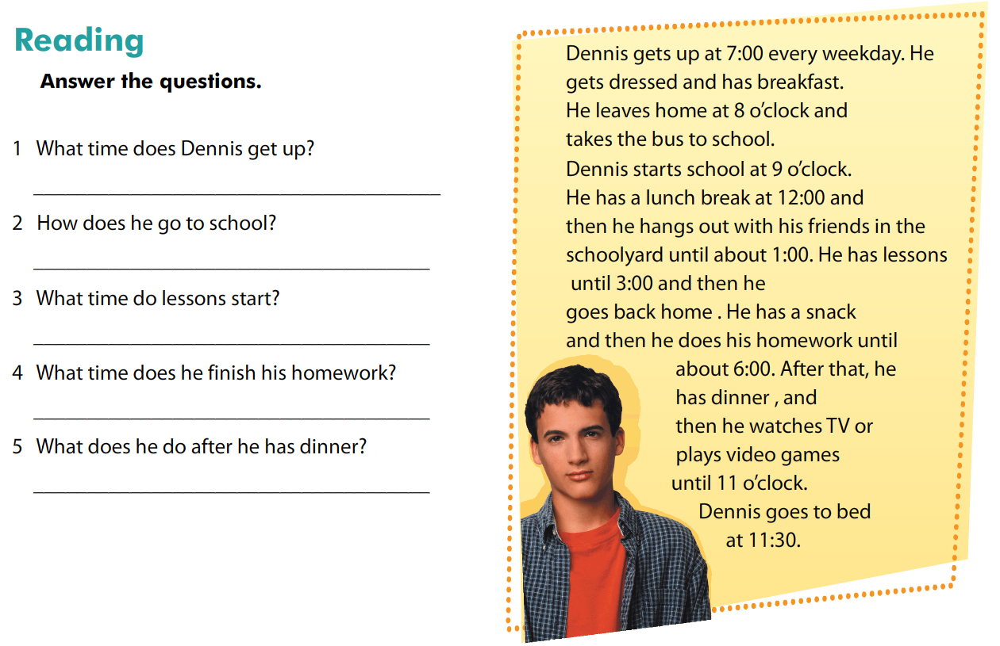 Reading
Answer the questions.
1 What time does Dennis get up?
2 How does he go to school?
3 What time do lessons start?
4 What time does he finish his homework?
5 What does he do after he has dinner?
Dennis gets up at 7:00 every weekday. He
gets dressed and has breakfast.
He leaves home at 8 o’clock and
takes the bus to school.
Dennis starts school at 9 o’clock.
He has a lunch break at 12:00 and
then he hangs out with his friends in the
schoolyard until about 1:00. He has lessons
until 3:00 and then he
goes back home . He has a snack
and then he does his homework until
about 6:00. After that, he
has dinner , and
then he watches TV or
plays video games
until 11 o’clock.
Dennis goes to bed
at 11:30.